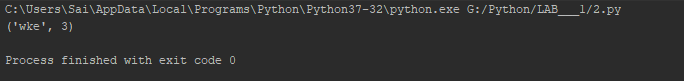 C:\Users\Sai\AppData\Local\Programs\Python\Python37-32\python.exe G:/Python/LAB___1/2.py
('wke', 3)
Process finished with exit code 0